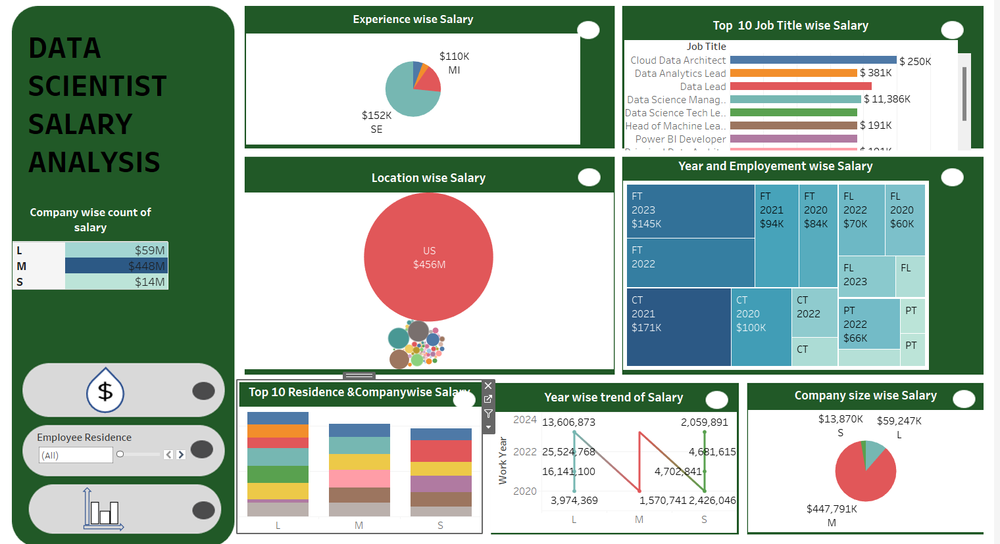 DATA
SCIENTIST
SALARY
ANALYSIS
Company wise count of
salary
L $59M
M $448M
S $14M
$
Employee Residence
(All)
Experience wise Salary
$110K
MI
$152K
SE
Top 10 Job Title wise Salary
Job Title
Cloud Data Architect $ 250K
Data Analytics Lead $ 381K
Data Lead
Data Science Manag.. $ 11,386K
Data Science Tech Le..
Head of Machine Lea.. $ 191K
Power BI Developer
Location wise Salary
US
$456M
Year and Employement wise Salary
FT
2023
$145K
FT
2022
FT
2021
$94K
FT
2020
$84K
FL
2022
$70K
FL
2020
$60K
FL
2023
FL
CT
2021
$171K
CT
2020
$100K
CT
2022
CT
PT
2022
$66K
PT
PT
Top 10 Residence &Companywise Salary
L M S
Year wise trend of Salary
Work Year
2024
2022
2020
13,606,873 2,059,891
25,524,768 4,681,615
16,141,100 4,702,841
3,974,369 1,570,741 2,426,046
L M S
Company size wise Salary
$13,870K
S
$59,247K
L
$447,791K
M